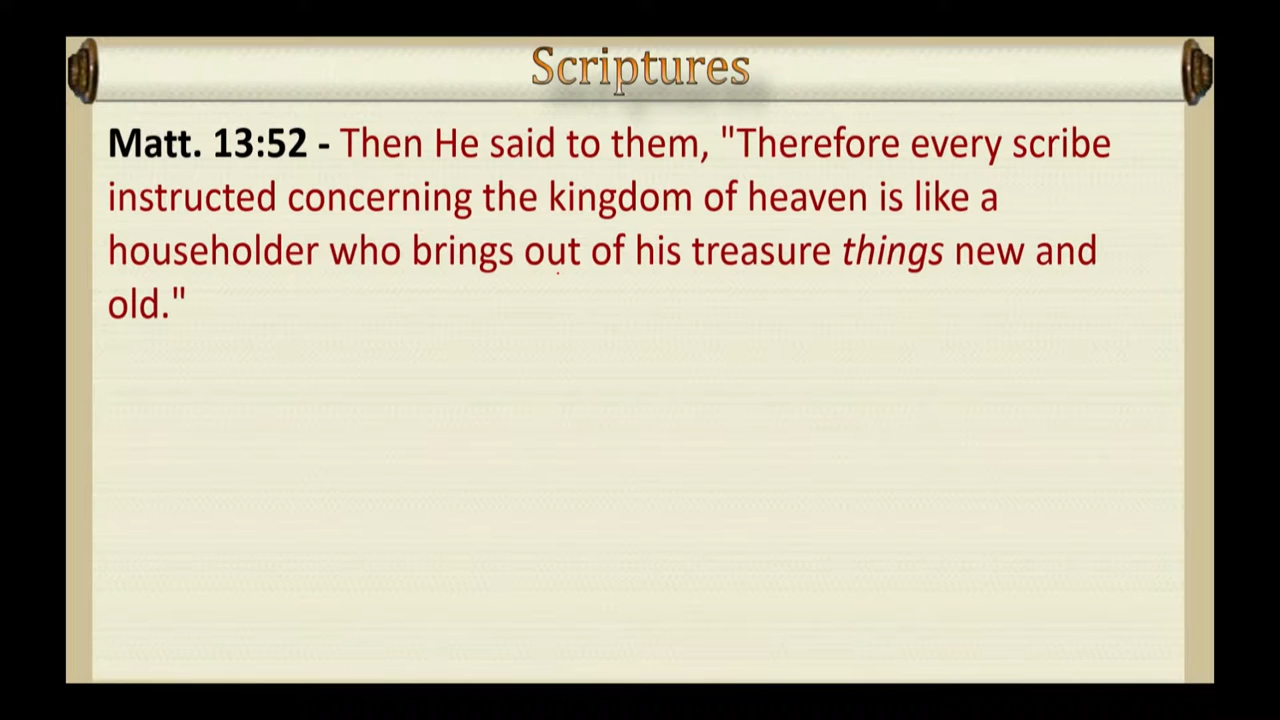 Scriptures
Matt. 13:52 - Then He said to them, "Therefore every scribe
instructed concerning the kingdom of heaven is like a
householder who brings out of his treasure things new and
old."